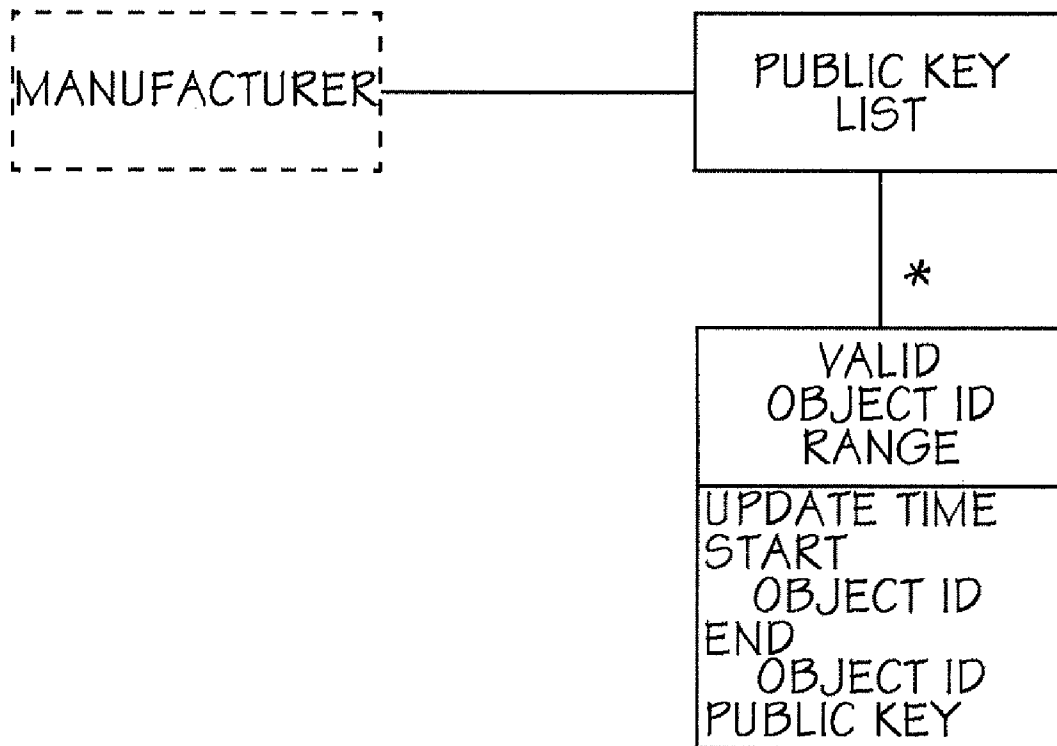 MANUFACTURER
PUBLIC KEY
LIST
*
VALID
OBJECT ID
RANGE
UPDATE TIME
START
OBJECT ID
END
OBJECT ID
PUBLIC KEY